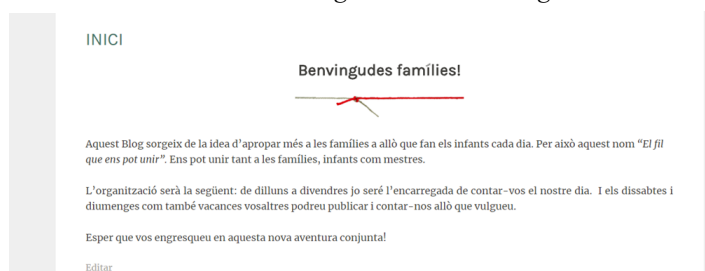 INICI
Benvingudes famílies!
Aquest Blog sorgeix de la idea d’apropar més a les famílies a allò que fan els infants cada dia. Per això aquest nom “El fil
que ens pot unir”. Ens pot unir tant a les famílies, infants com mestres.
L’organització serà la següent: de dilluns a divendres jo seré l’encarregada de contar-vos el nostre dia.  I els dissabtes i
diumenges com també vacances vosaltres podreu publicar i contar-nos allò que vulgueu.
Esper que vos engresqueu en aquesta nova aventura conjunta!
Editar